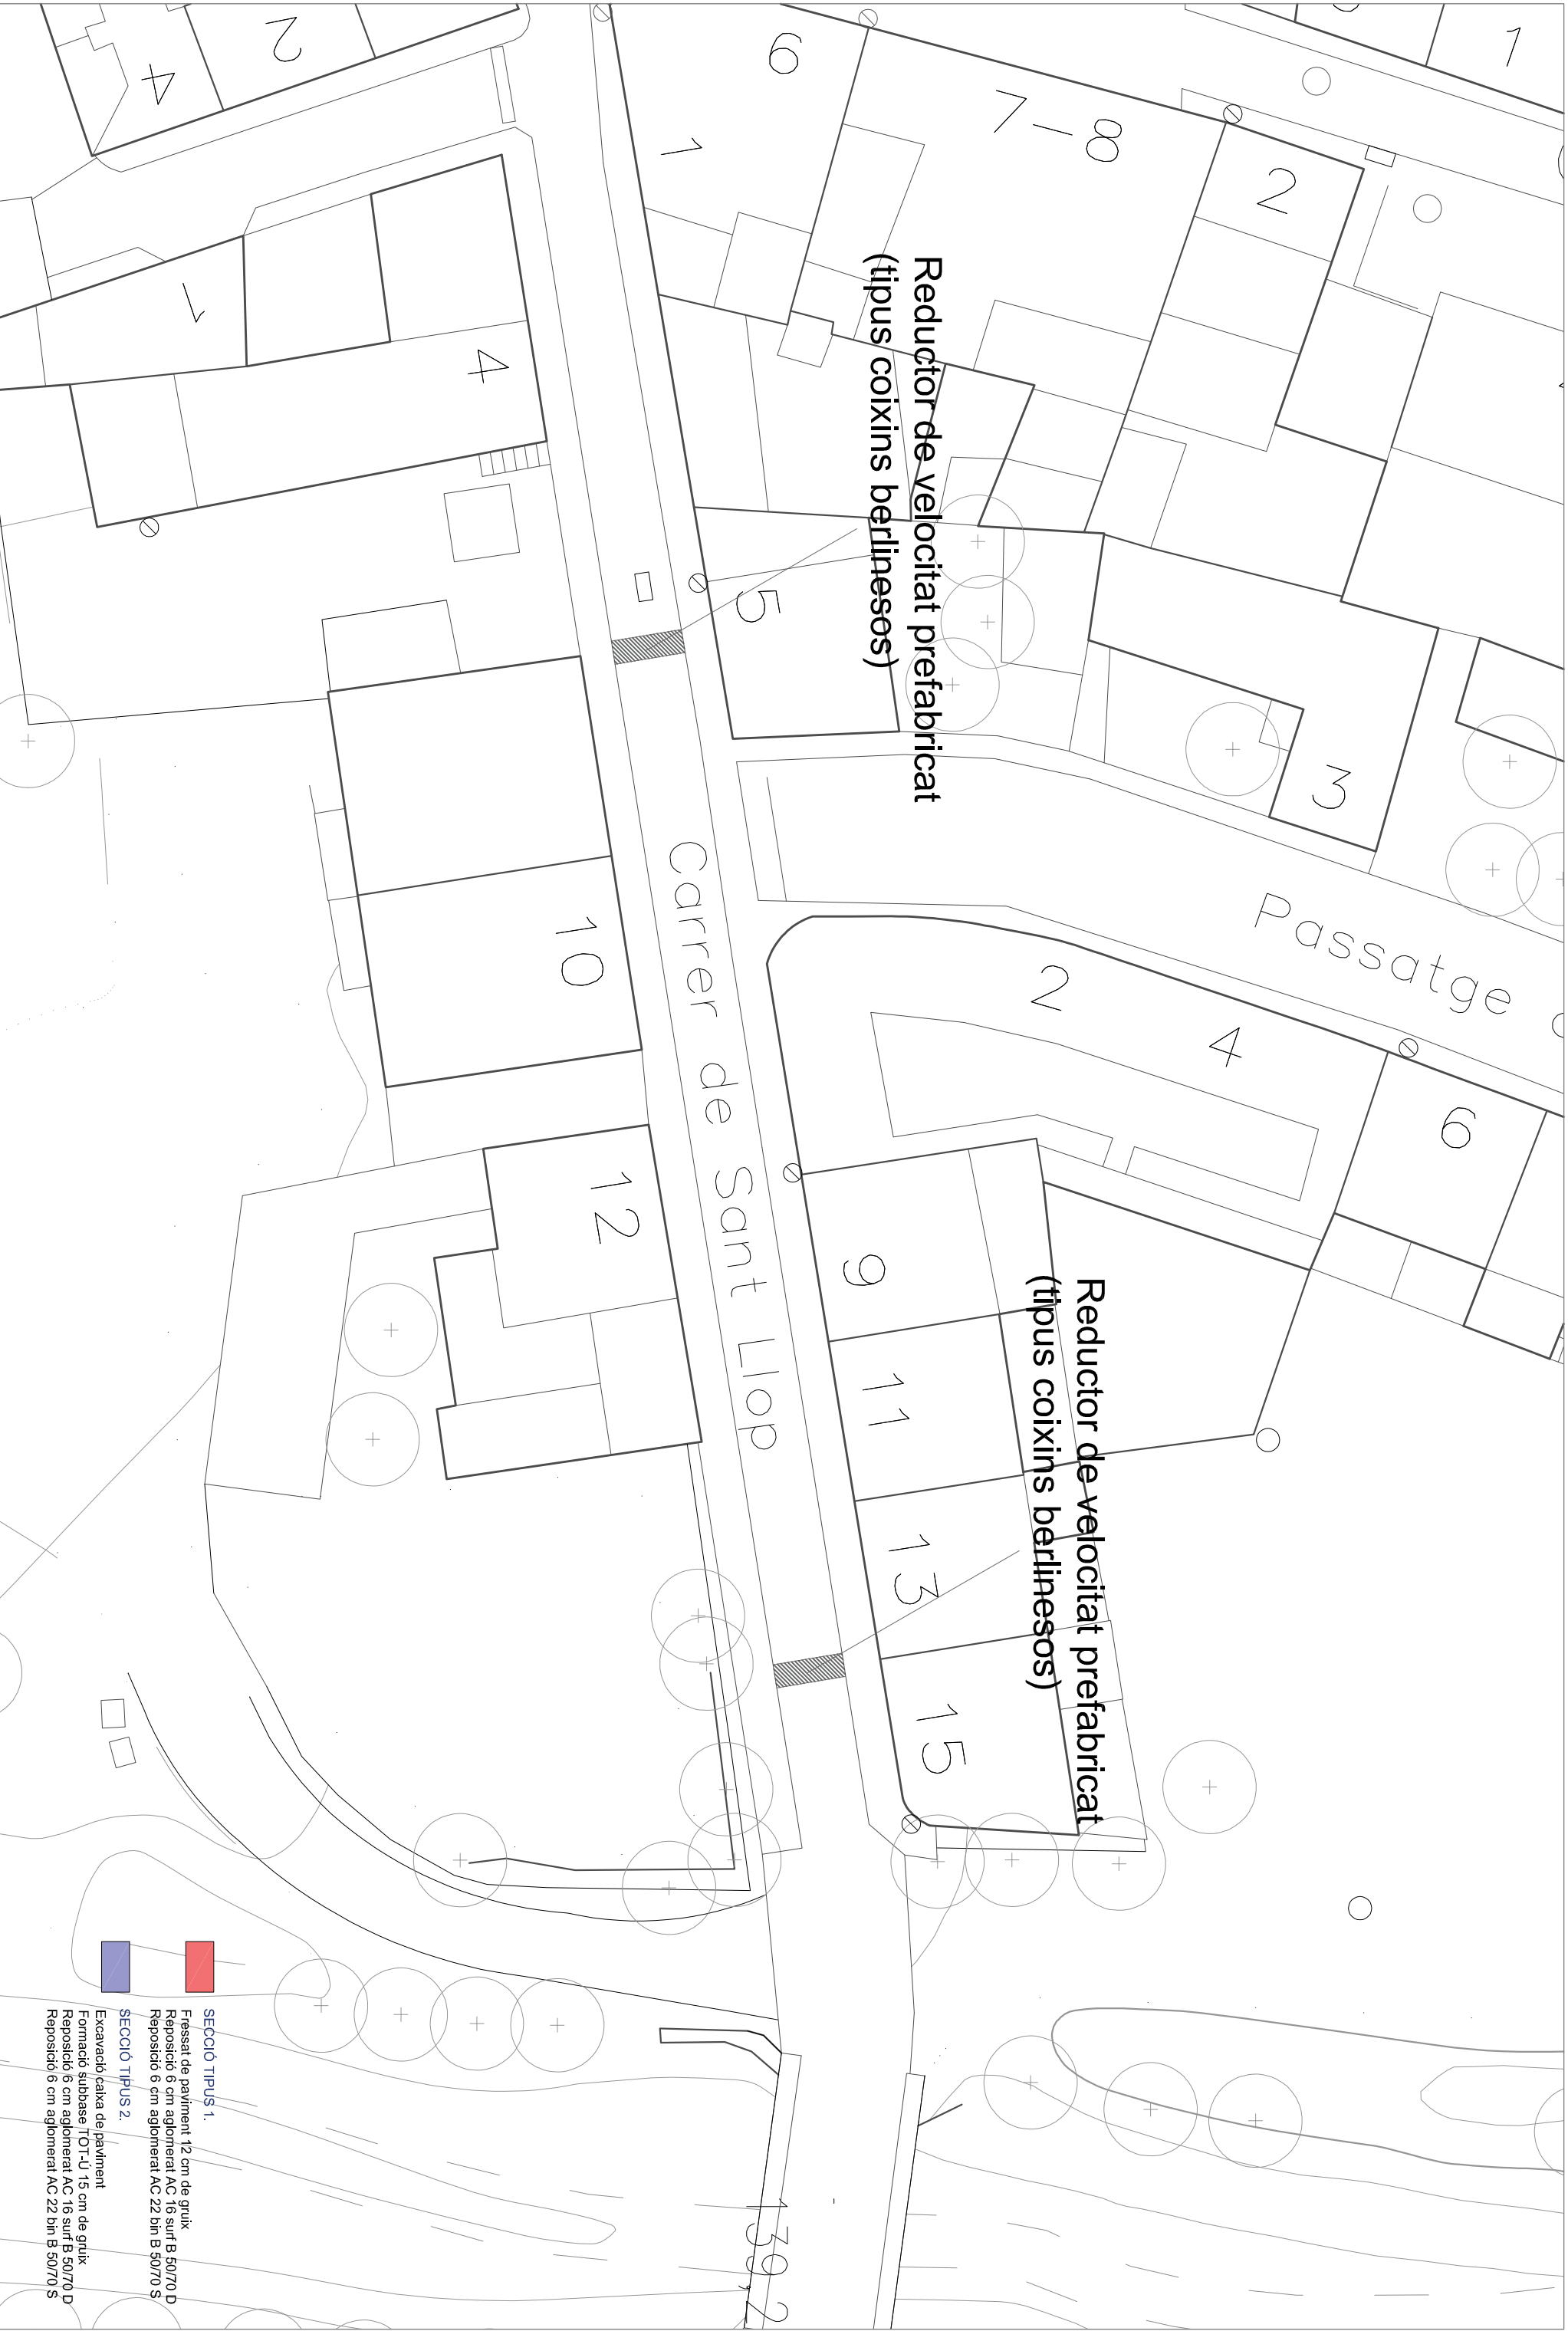 1
2
4
6
7-8
2
1
1
4
5
3
Reductor de velocitat prefabricat
(tipus coixins berlinesos)
Carrer de Sant Llop
Passatge
10
2
4
6
12
9
11
13
15
Reductor de velocitat prefabricat
(tipus coixins berlinesos)
SECCIÓ TIPUS 1.
Fressat de paviment 12 cm de gruix
Reposició 6 cm aglomerat AC 16 surf B 50/70 D
Reposició 6 cm aglomerat AC 22 bin B 50/70 S
SECCIÓ TIPUS 2.
Excavació caixa de paviment
Formació subbase TOT-Ú 15 cm de gruix
Reposició 6 cm aglomerat AC 16 surf B 50/70 D
Reposició 6 cm aglomerat AC 22 bin B 50/70 S
139,2